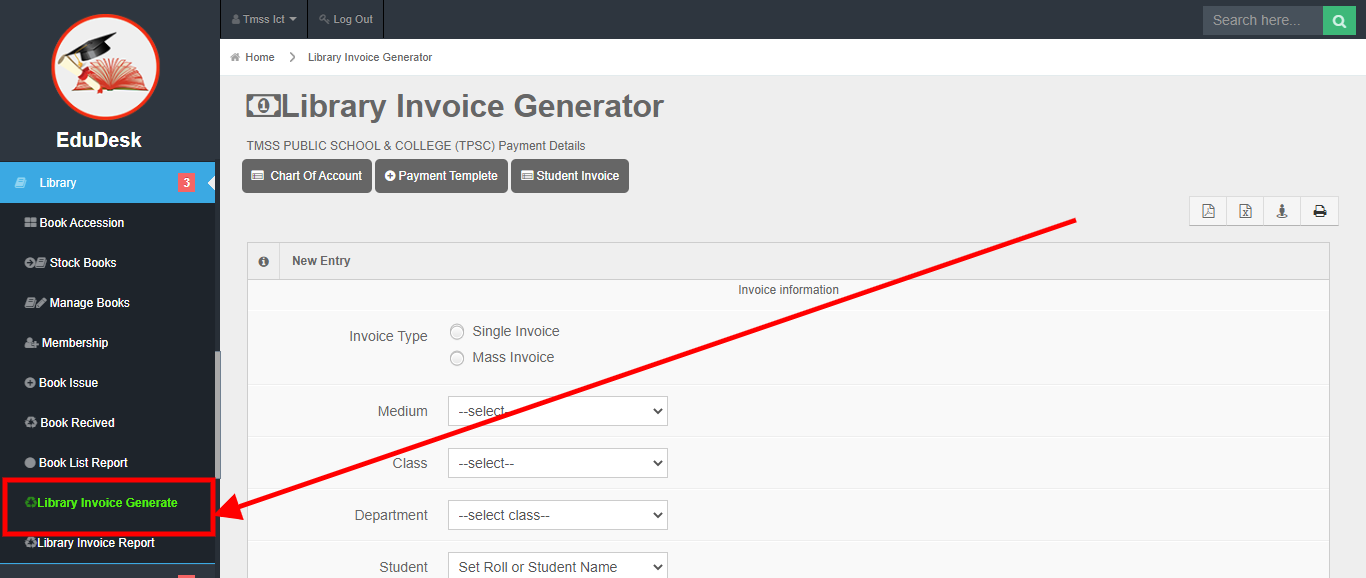 Tmss Ict
Log Out
Search here...
EduDesk
Home
Library Invoice Generator
Library Invoice Generator
TMSS PUBLIC SCHOOL & COLLEGE (TPSC) Payment Details
Chart Of Account
Payment Templete
Student Invoice
Library 3
Book Accession
Stock Books
Manage Books
Membership
Book Issue
Book Recived
Book List Report
Library Invoice Generate
Library Invoice Report
New Entry
Invoice information
Invoice Type
Single Invoice
Mass Invoice
Medium --select--
Class --select--
Department --select class--
Student Set Roll or Student Name